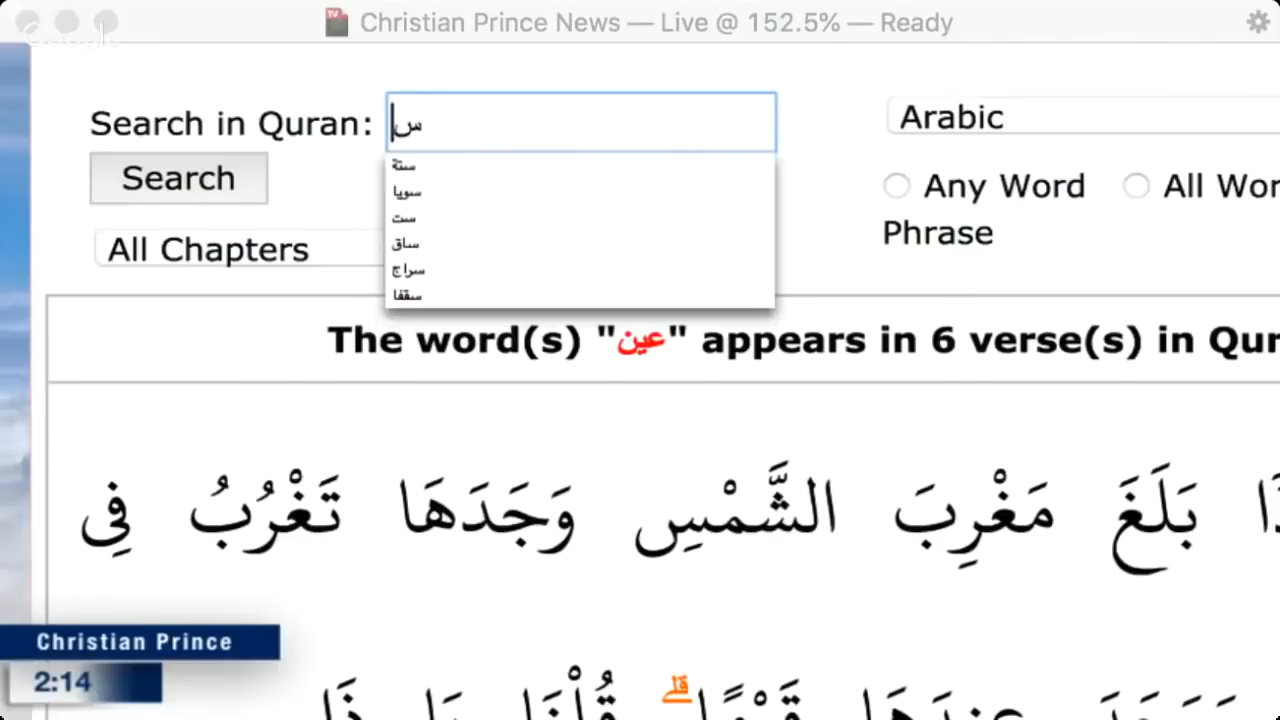 Christian Prince News — Live @ 152.5% — Ready
Google
Search in Quran:
س
Arabic
Search
ستة
سويا
ست
ساق
سراج
سقفا
Any Word
All Wor
Phrase
All Chapters
The word(s) "عين" appears in 6 verse(s) in Qur
بَلَغَ مَغْرِبَ الشَّمْسِ وَجَدَهَا تَغْرُبُ فِى
عِندَهَا قَوْمًا ۗ قُلْنَا يَـٰ ذَا
Christian Prince
2:14